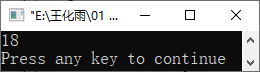 "E:\王化雨\01 ...
18
Press any key to continue